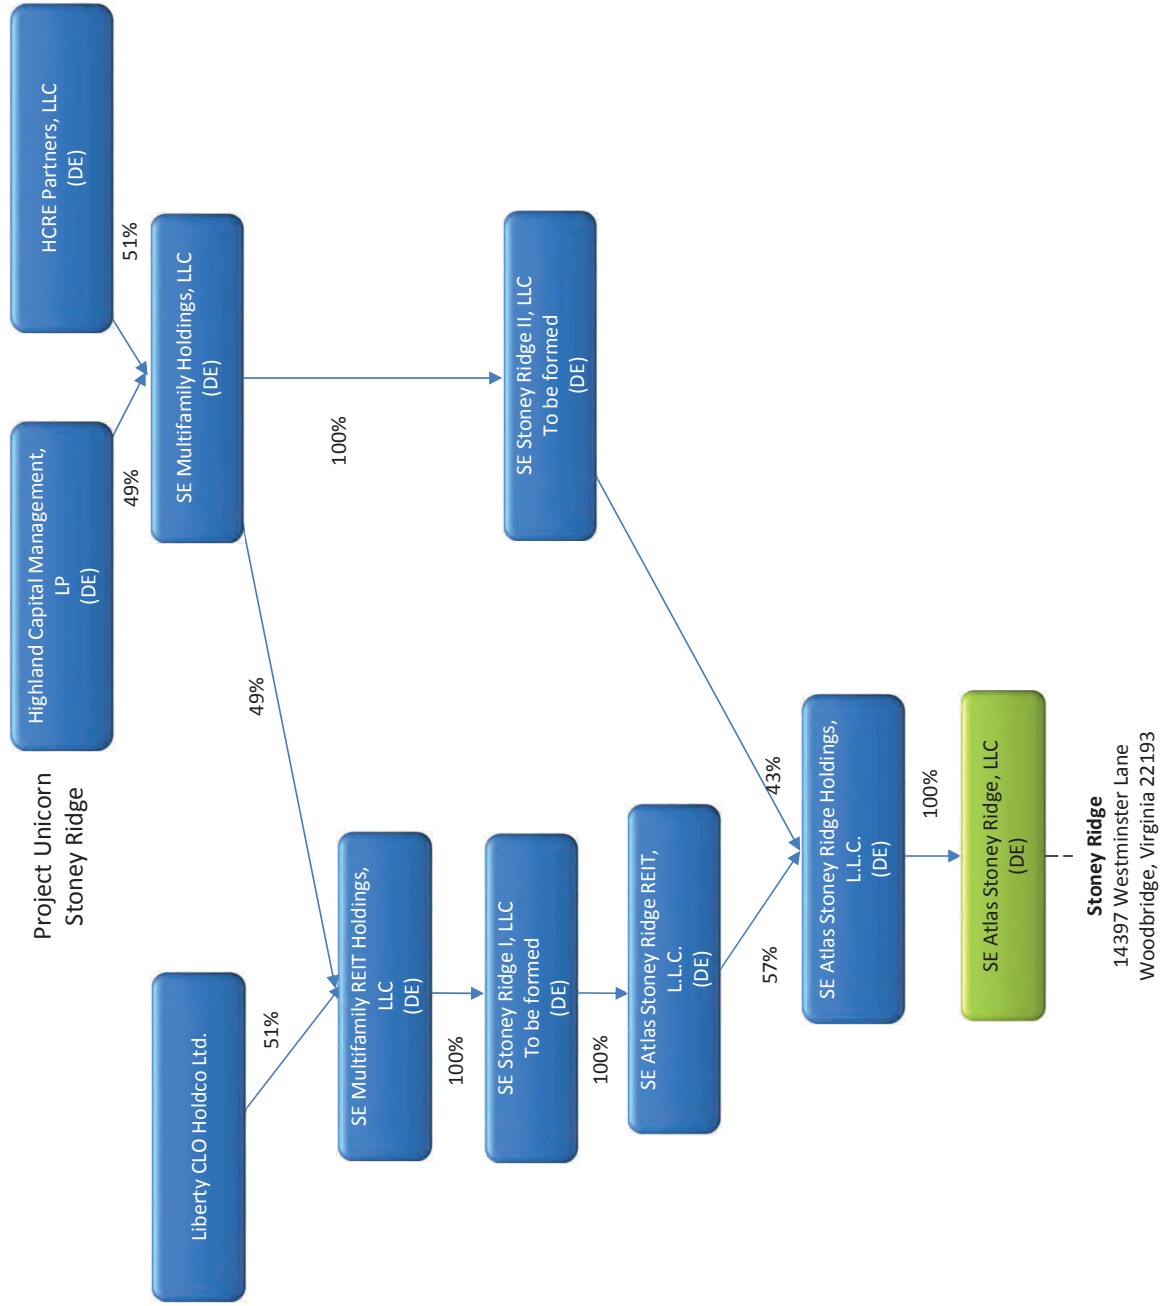 Project Unicorn
Stoney Ridge
Highland Capital Management,
LP
(DE)
HCRE Partners, LLC
(DE)
49%
51%
Liberty CLO Holdco Ltd.
SE Multifamily Holdings, LLC
(DE)
51%
49%
100%
SE Multifamily REIT Holdings,
LLC
(DE)
100%
SE Stoney Ridge I, LLC
To be formed
(DE)
SE Stoney Ridge II, LLC
To be formed
(DE)
100%
SE Atlas Stoney Ridge REIT,
L.L.C.
(DE)
57%
43%
SE Atlas Stoney Ridge Holdings,
L.L.C.
(DE)
100%
SE Atlas Stoney Ridge, LLC
(DE)
Stoney Ridge
14397 Westminster Lane
Woodbridge, Virginia 22193